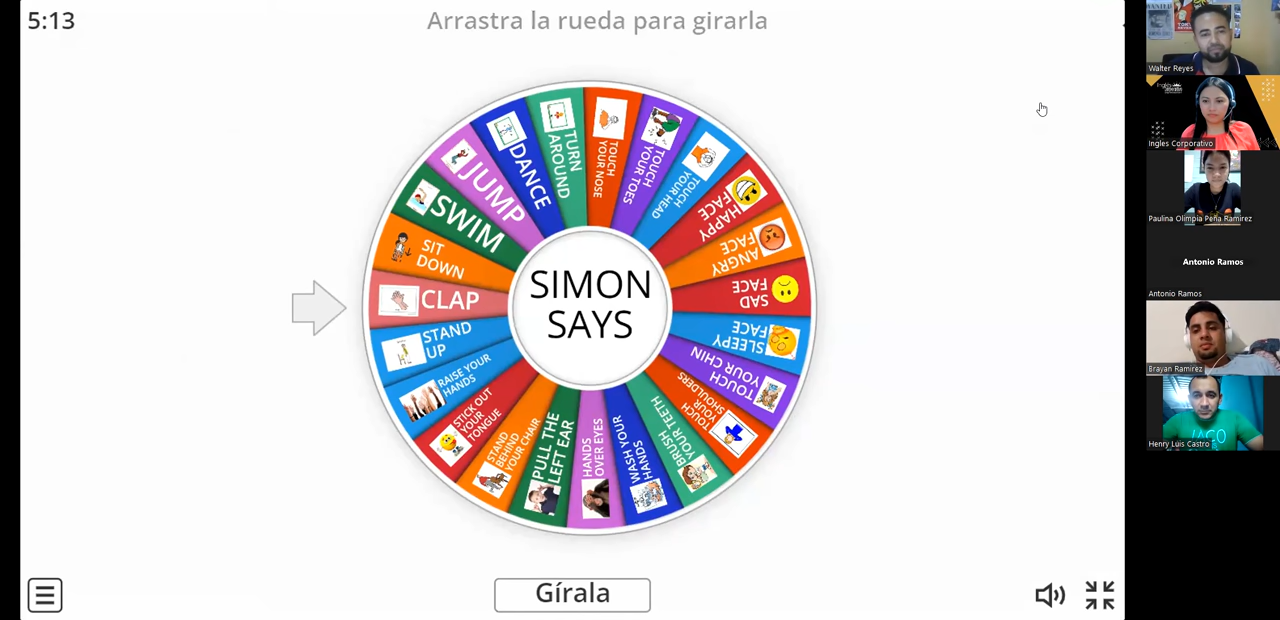 5:13
Arrastra la rueda para girarla
SIMON
SAYS
TOUCH
YOUR NOSE
TOUCH
YOUR TOES
TOUCH
YOUR HEAD
HAPPY
FACE
ANGRY
FACE
SAD
FACE
SLEEPY
FACE
TOUCH
YOUR CHIN
TOUCH
YOUR
SHOULDERS
BRUSH
YOUR TEETH
WASH YOUR
HANDS
HANDS
OVER EYES
PULL THE
LEFT EAR
STAND
BEHIND
YOUR CHAIR
STICK OUT
YOUR
TONGUE
RAISE YOUR
HANDS
STAND
UP
CLAP
SIT
DOWN
SWIM
JUMP
DANCE
TURN
AROUND
Gírala
WANTED
Walter Reyes
Ingles Corporativo
Paulina Olimpia Peña Ramirez
Antonio Ramos
Antonio Ramos
Brayan Ramirez
Henry Luis Castro